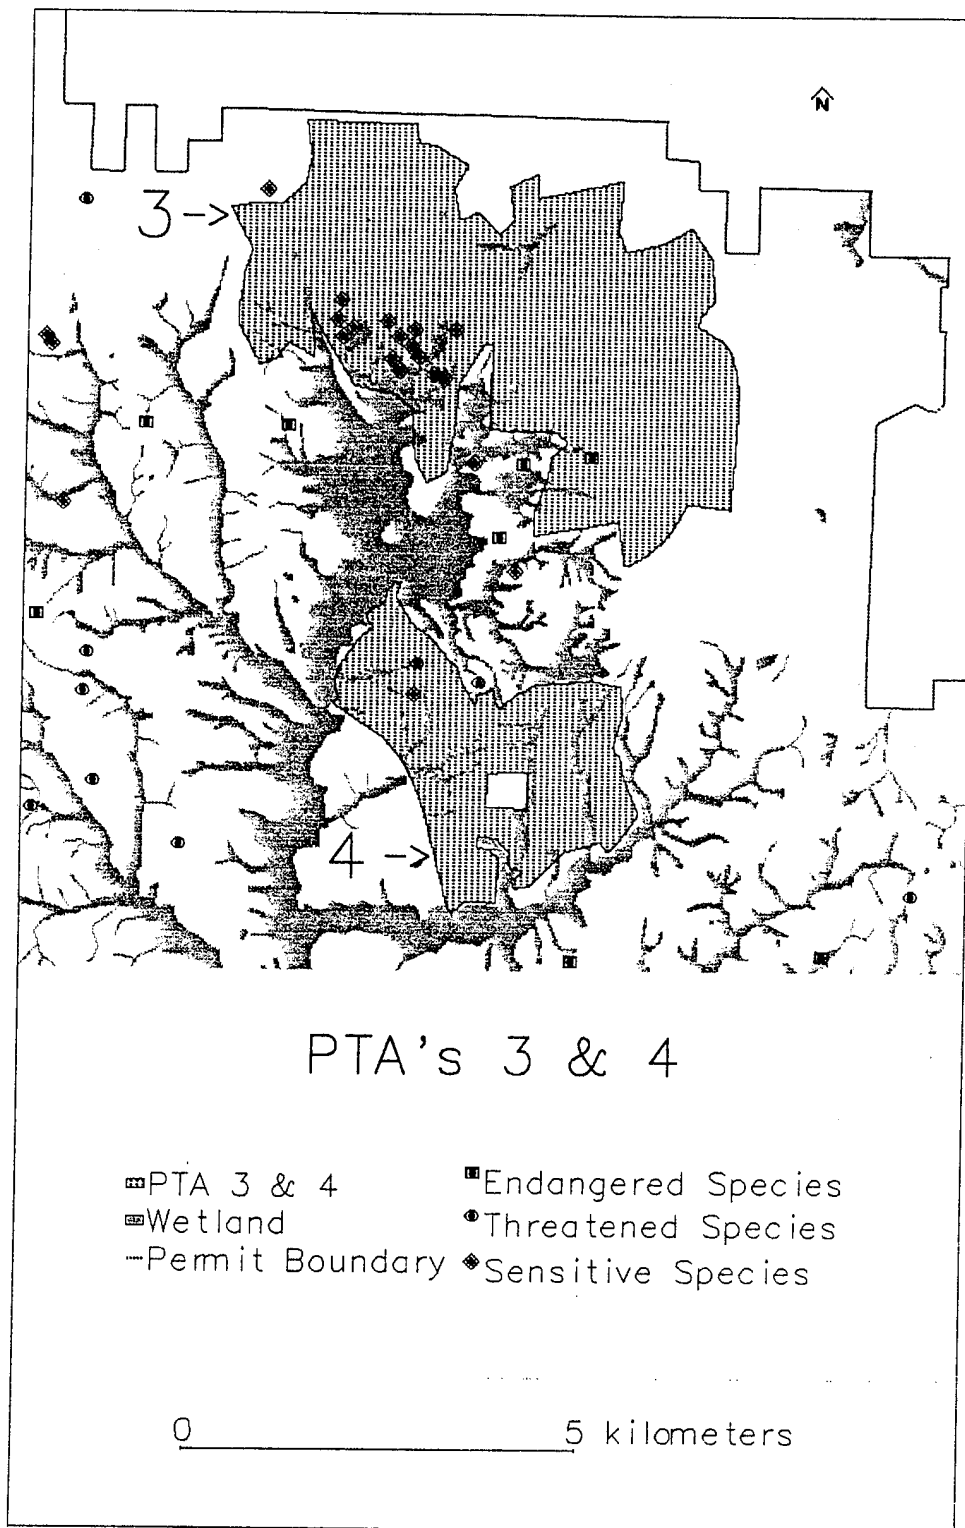 N
3 ->
4 ->
PTA's 3 & 4
PTA 3 & 4
Wetland
Permit Boundary
Endangered Species
Threatened Species
Sensitive Species
0 5 kilometers